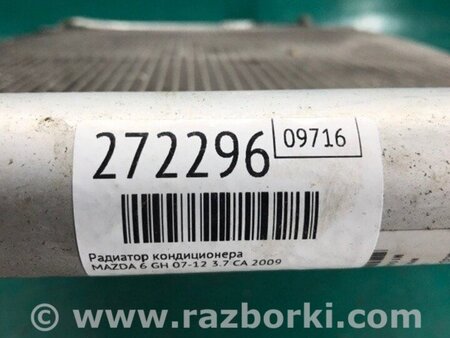 272296 09716
Радиатор кондиционера
MAZDA 6 GH 07-12 3.7 CA 2009
www.razborki.com